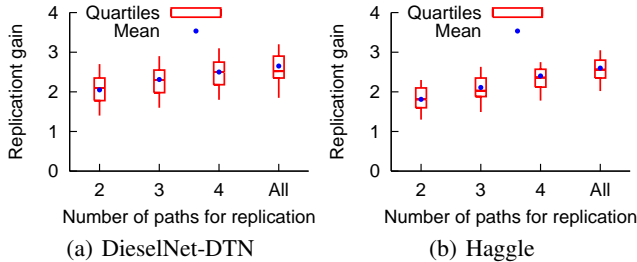 Quartiles
Mean
Replicationt gain
4
3
2
1
0
2 3 4 All
Number of paths for replication
(a) DieselNet-DTN
Quartiles
Mean
Replicationt gain
4
3
2
1
0
2 3 4 All
Number of paths for replication
(b) Haggle